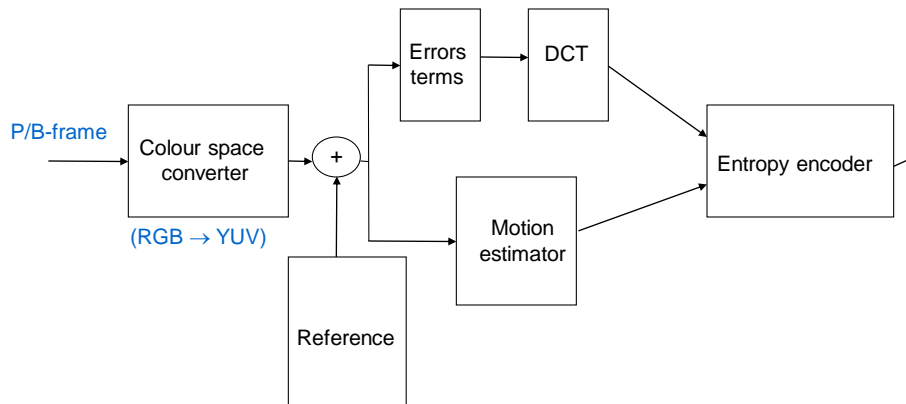 P/B-frame
Colour space
converter
(RGB → YUV)
+
Reference
Errors
terms
DCT
Motion
estimator
Entropy encoder